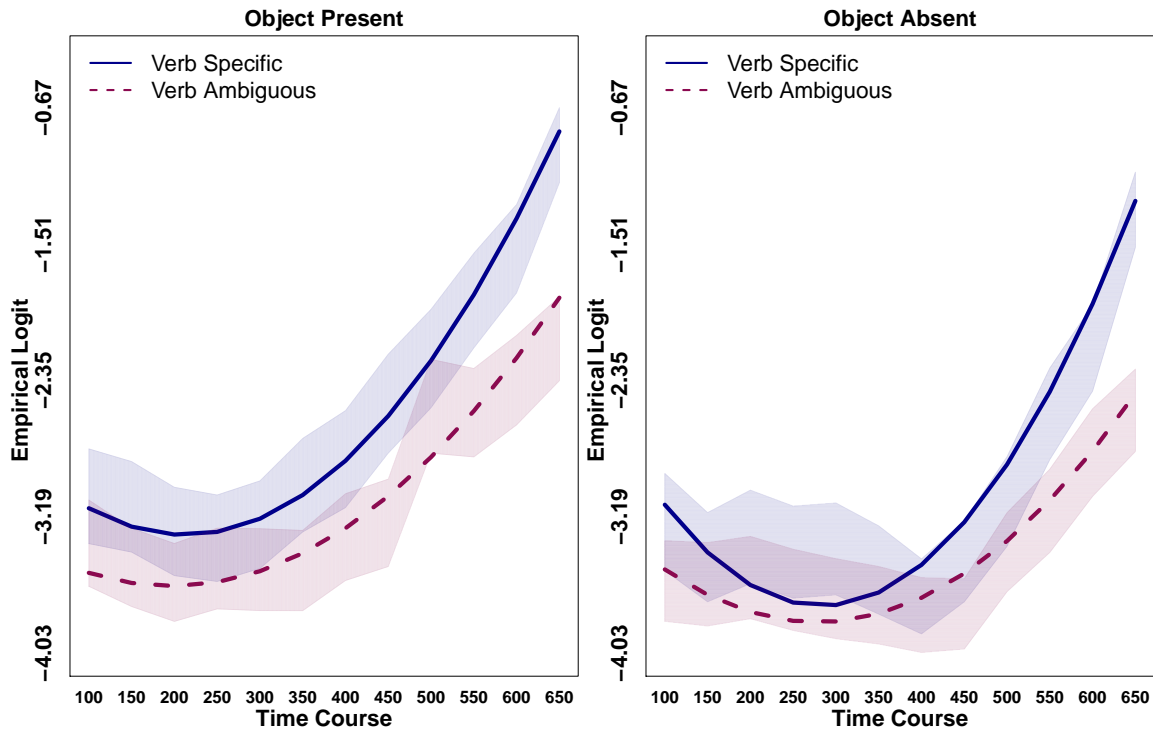 Object Present
Verb Specific
Verb Ambiguous
Empirical Logit
−0.67
−1.51
−2.35
−3.19
−4.03
100 150 200 250 300 350 400 450 500 550 600 650
Time Course
Object Absent
Verb Specific
Verb Ambiguous
Empirical Logit
−0.67
−1.51
−2.35
−3.19
−4.03
100 150 200 250 300 350 400 450 500 550 600 650
Time Course